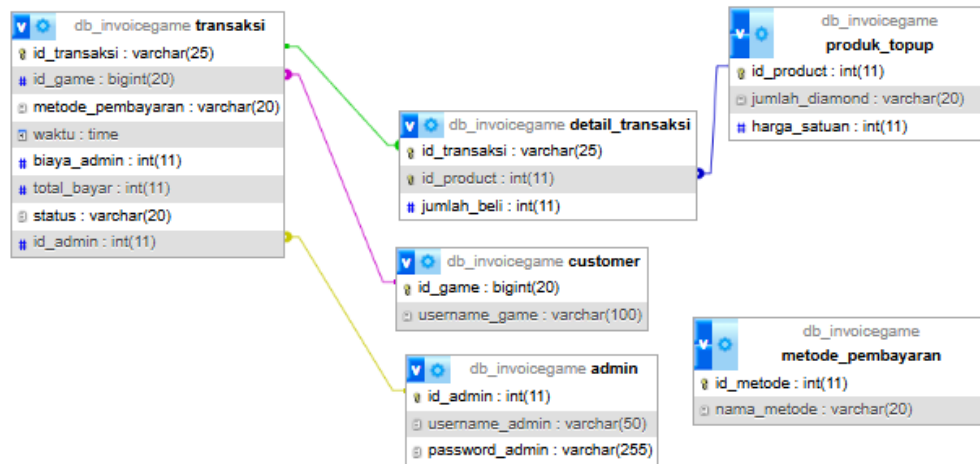 db_invoicegame transaksi
id_transaksi : varchar(25)
# id_game : bigint(20)
metode_pembayaran : varchar(20)
waktu : time
# biaya_admin : int(11)
# total_bayar : int(11)
status : varchar(20)
# id_admin : int(11)
db_invoicegame detail_transaksi
id_transaksi : varchar(25)
id_product : int(11)
# jumlah_beli : int(11)
db_invoicegame
produk_topup
id_product : int(11)
jumlah_diamond : varchar(20)
# harga_satuan : int(11)
db_invoicegame customer
id_game : bigint(20)
username_game : varchar(100)
db_invoicegame admin
id_admin : int(11)
username_admin : varchar(50)
password_admin : varchar(255)
db_invoicegame
metode_pembayaran
id_metode : int(11)
nama_metode : varchar(20)